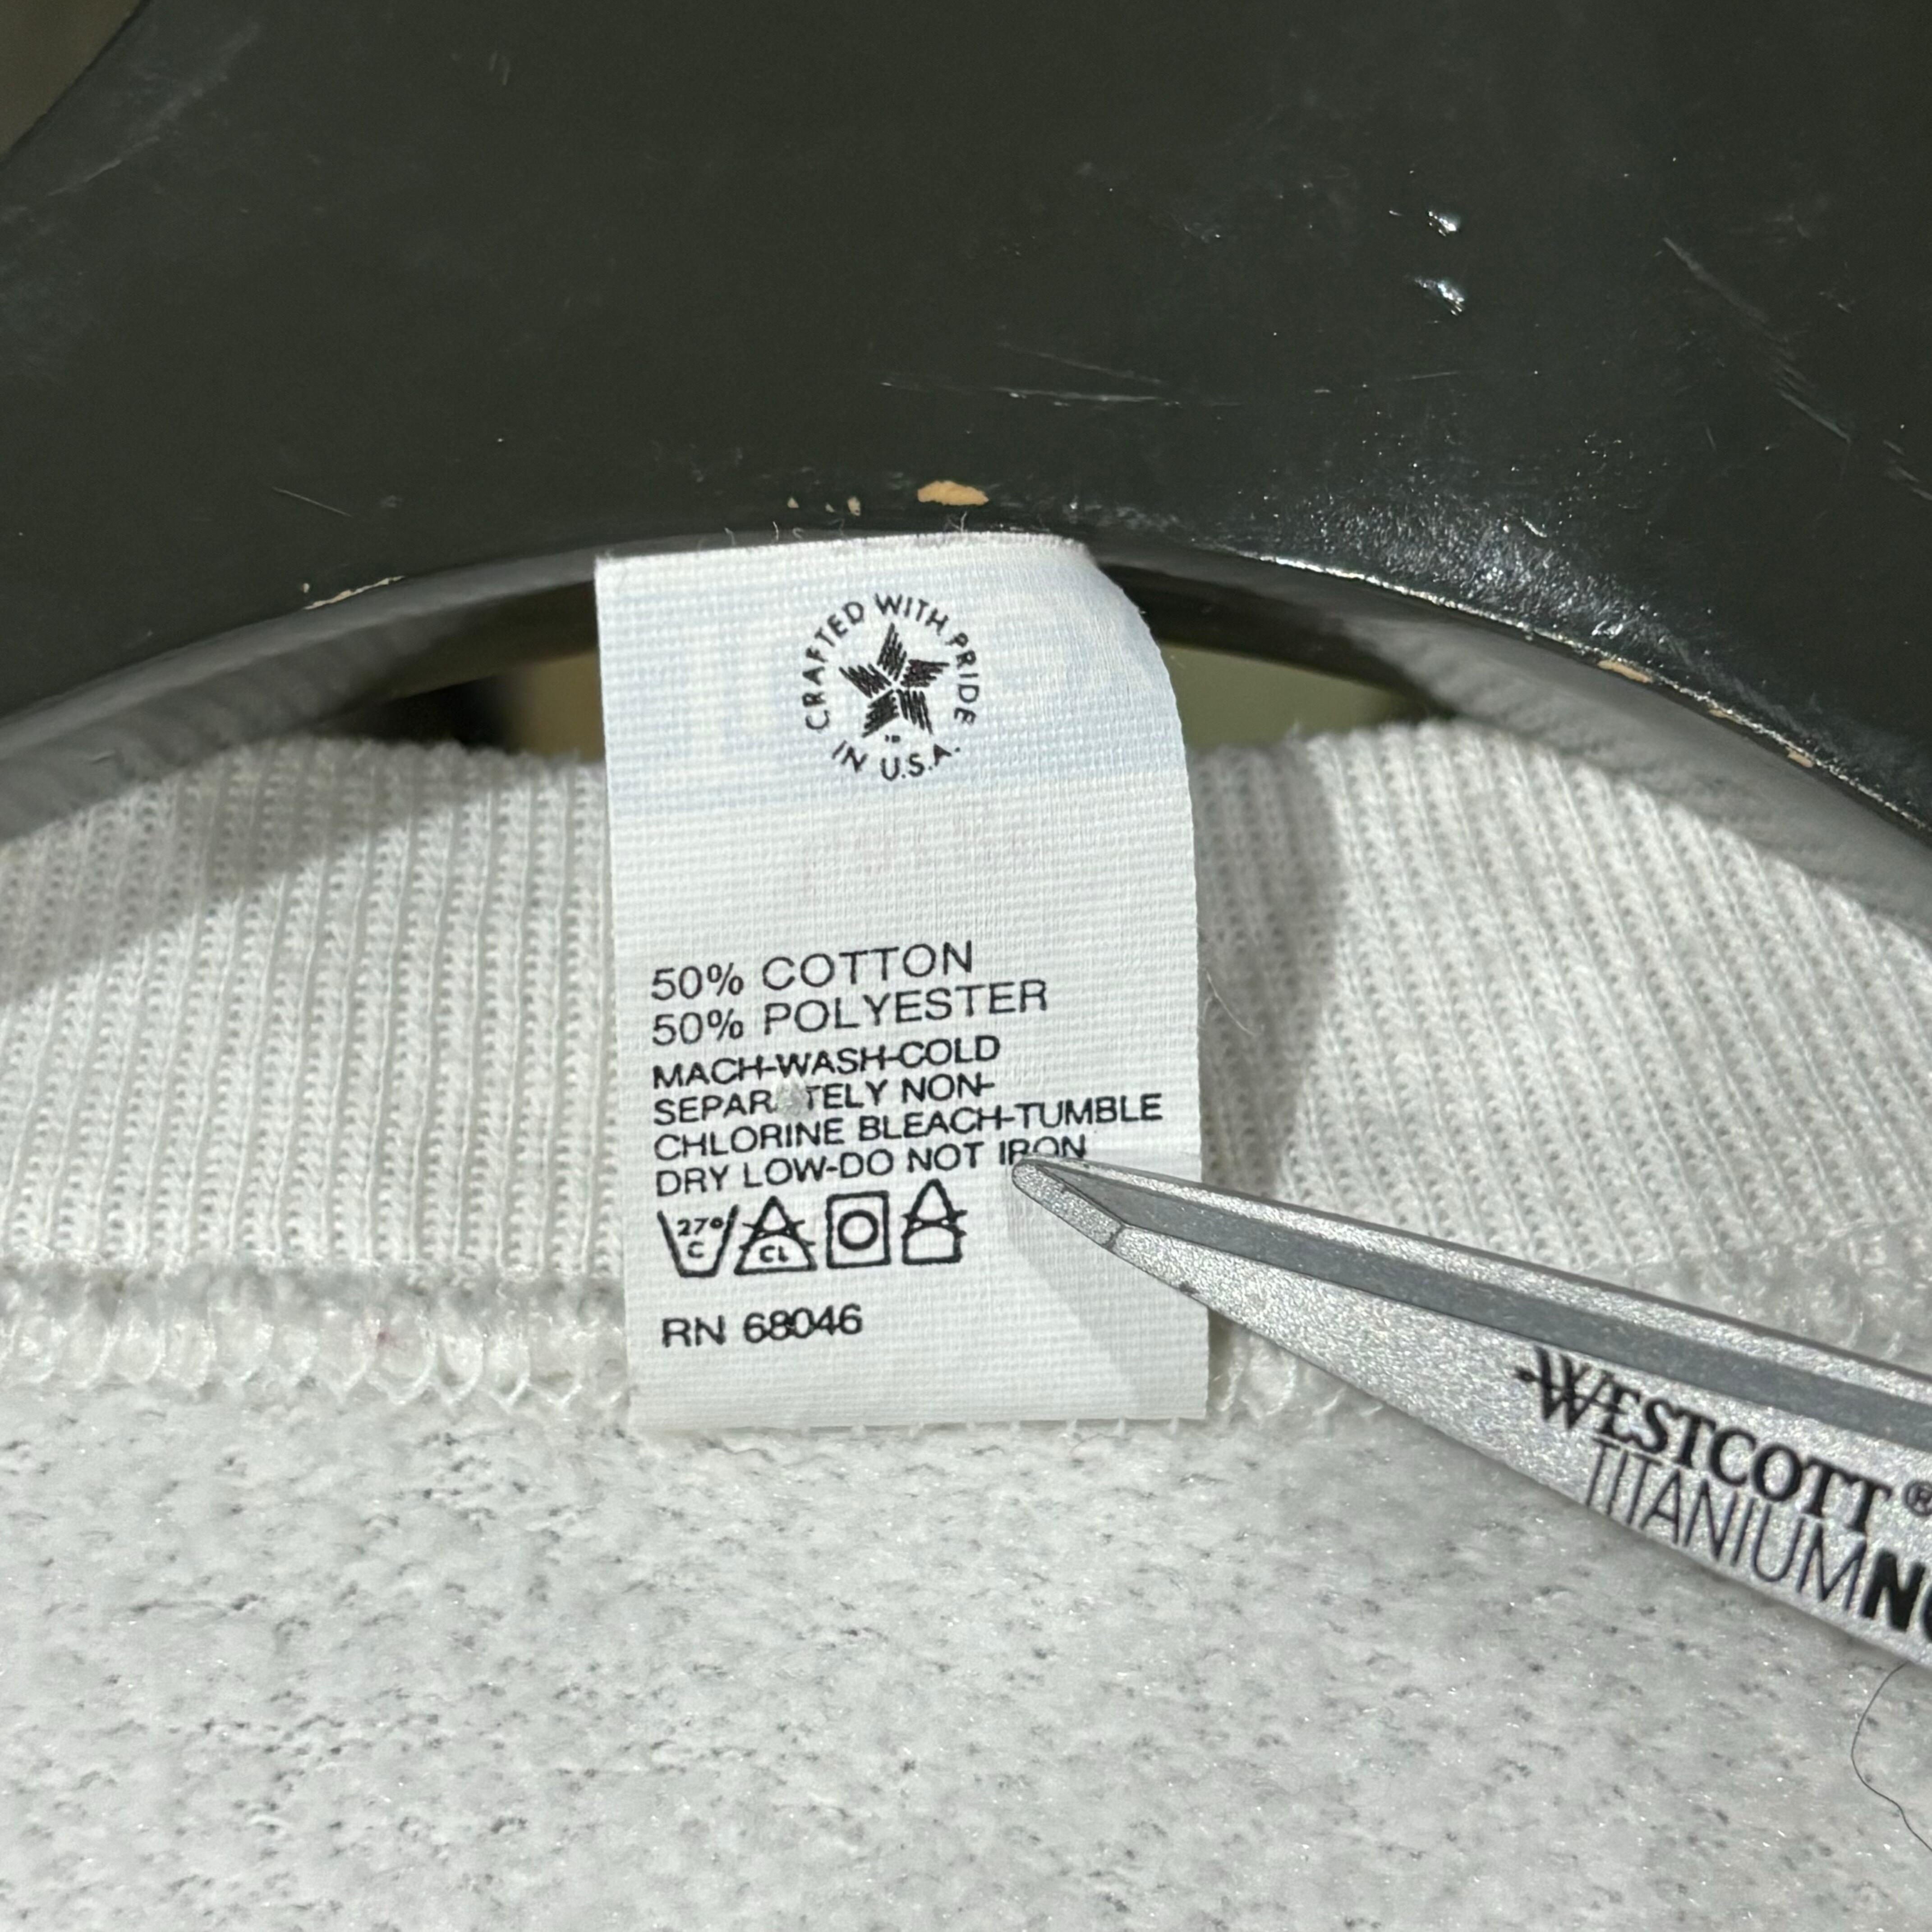 CRAFTED WITH PRIDE
IN U.S.A.
50% COTTON
50% POLYESTER
MACH-WASH-COLD
NON-
CHLORINE BLEACH-TUMBLE
DRY LOW-DO NOT IRON
27°
C
CL
RN 68046
WESTCOTT®
TITANIUM